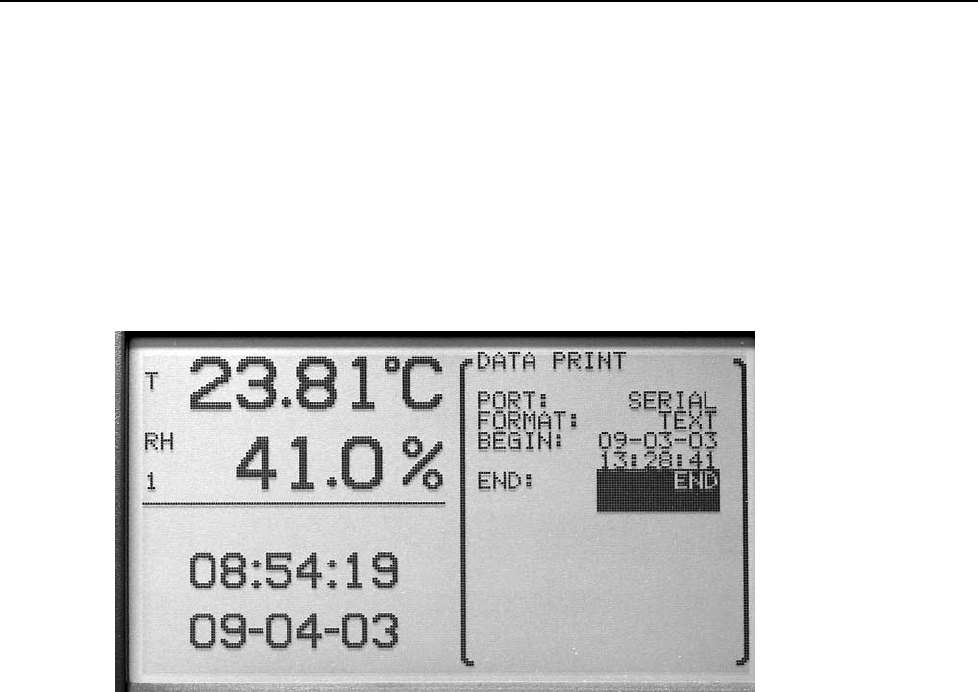 T 23.81°C
RH 41.0 %
1
08:54:19
09-04-03
DATA PRINT
PORT: SERIAL
FORMAT: TEXT
BEGIN: 09-03-03
13:28:41
END: END